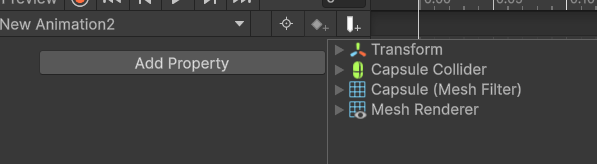 Preview
New Animation2
Add Property
Transform
Capsule Collider
Capsule (Mesh Filter)
Mesh Renderer